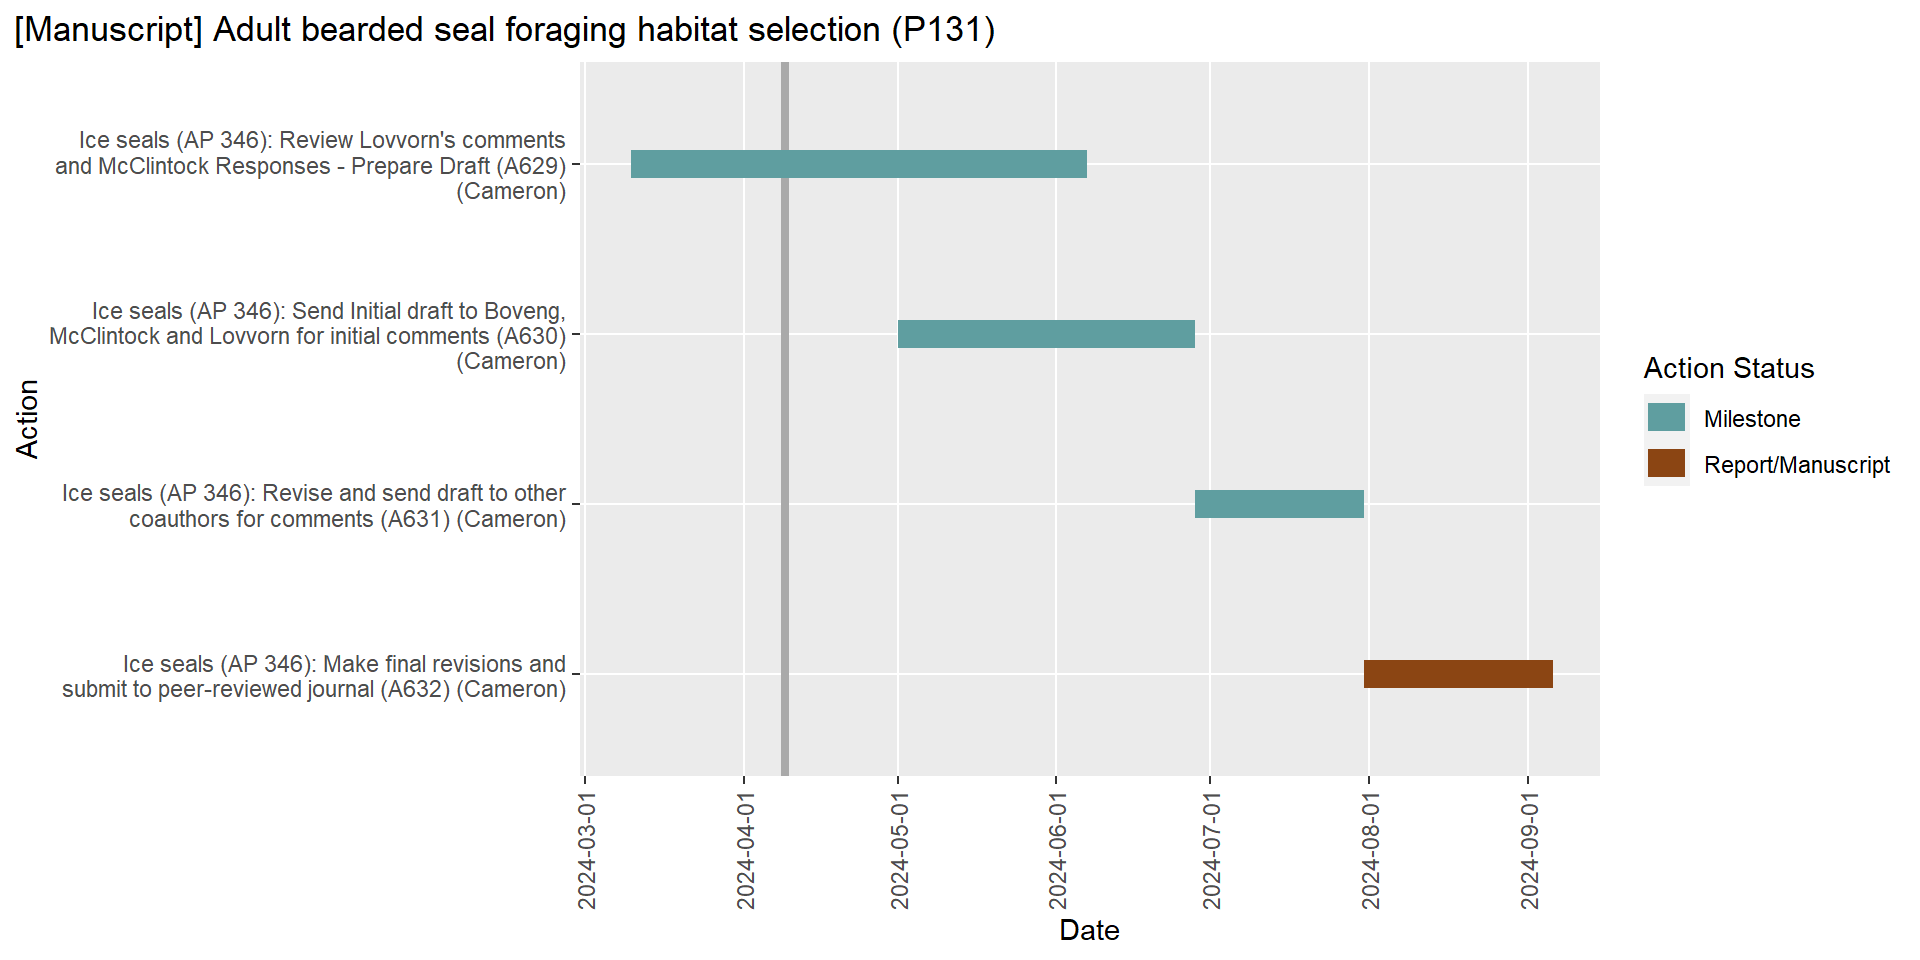 [Manuscript] Adult bearded seal foraging habitat selection (P131)
Ice seals (AP 346): Review Lovvorn's comments
and McClintock Responses - Prepare Draft (A629)
(Cameron)
Ice seals (AP 346): Send Initial draft to Boveng,
McClintock and Lovvorn for initial comments (A630)
(Cameron)
Ice seals (AP 346): Revise and send draft to other
coauthors for comments (A631) (Cameron)
Ice seals (AP 346): Make final revisions and
submit to peer-reviewed journal (A632) (Cameron)
Action
2024-03-01
2024-04-01
2024-05-01
2024-06-01
2024-07-01
2024-08-01
2024-09-01
Date
Action Status
Milestone
Report/Manuscript